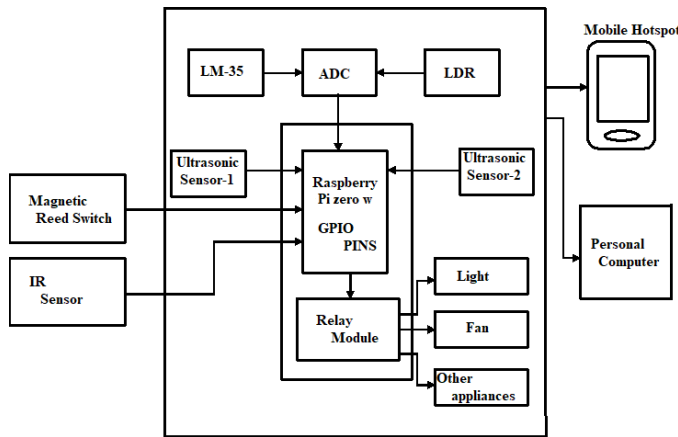 Mobile Hotspot
LM-35
ADC
LDR
Ultrasonic
Sensor-1
Raspberry
Pi zero w
GPIO
PINS
Ultrasonic
Sensor-2
Magnetic
Reed Switch
IR
Sensor
Personal
Computer
Light
Relay
Module
Fan
Other
appliances